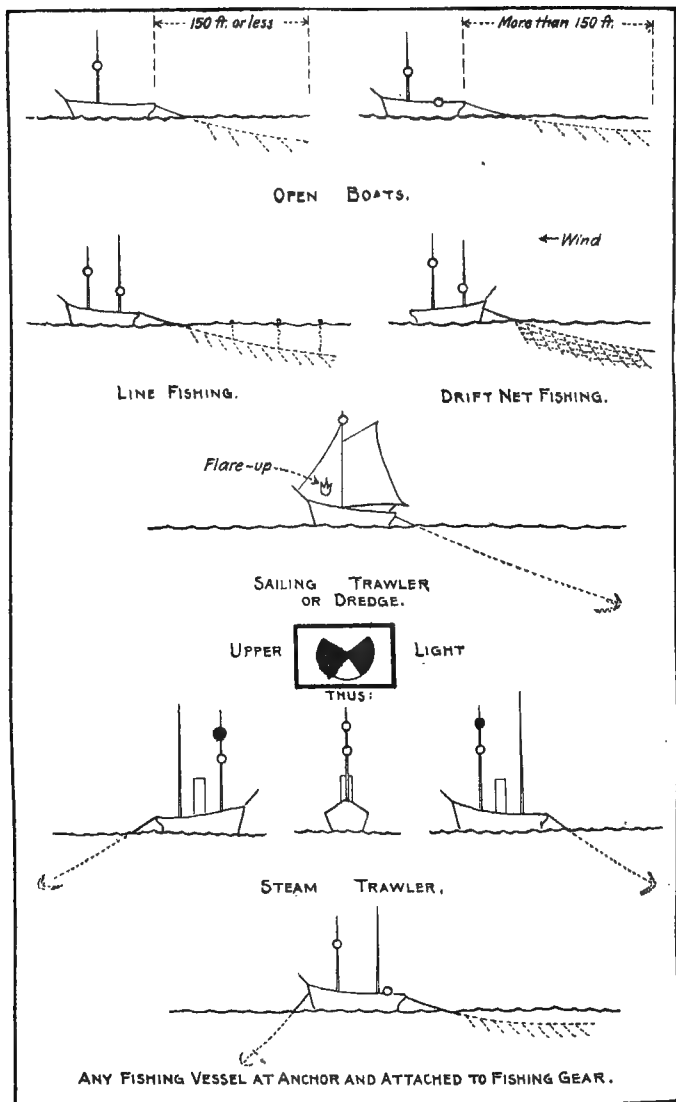 150 ft. or less
More than 150 ft.
OPEN BOATS.
← Wind
LINE FISHING.
DRIFT NET FISHING.
Flare-up
SAILING TRAWLER
OR DREDGE.
UPPER LIGHT
THUS:
STEAM TRAWLER.
ANY FISHING VESSEL AT ANCHOR AND ATTACHED TO FISHING GEAR.